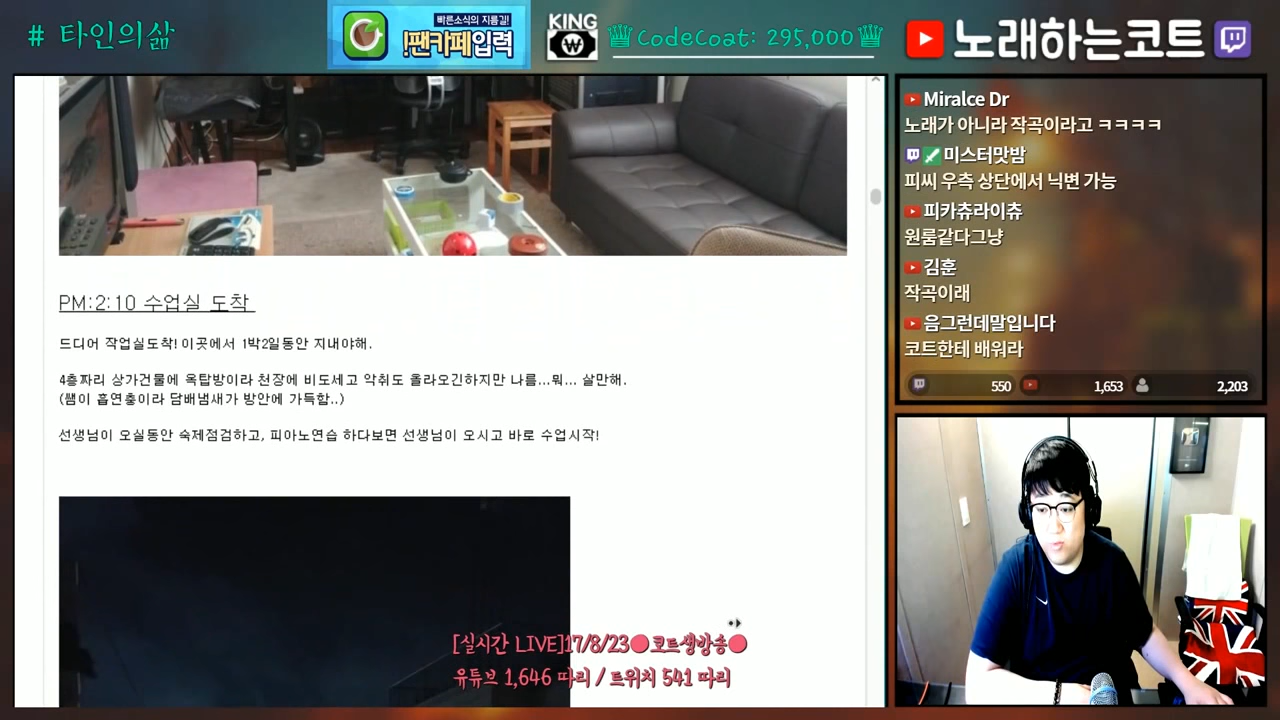 # 타인의삶
빠른소식의 지름길!
!팬카페입력
KING
₩
CodeCoat: 295,000
노래하는코트
Miralce Dr
노래가 아니라 작곡이라고 ㅋㅋㅋㅋ
미스터맛밤
피씨 우측 상단에서 닉변 가능
피카츄라이츄
원룸같다그냥
김훈
작곡이래
음그런데말입니다
코트한테 배워라
550 1,653 2,203
PM:2:10 수업실 도착
드디어 작업실도착! 이곳에서 1박2일동안 지내야해.
4층짜리 상가건물에 옥탑방이라 천장에 비도세고 악취도 올라오긴하지만 나름...뭐... 살만해.
(쌤이 흡연충이라 담배냄새가 방안에 가득함..)
선생님이 오실동안 숙제점검하고, 피아노연습 하다보면 선생님이 오시고 바로 수업시작!
[실시간 LIVE]17/8/23●코트생방송●
유튜브 1,646 따리 / 트위치 541 따리